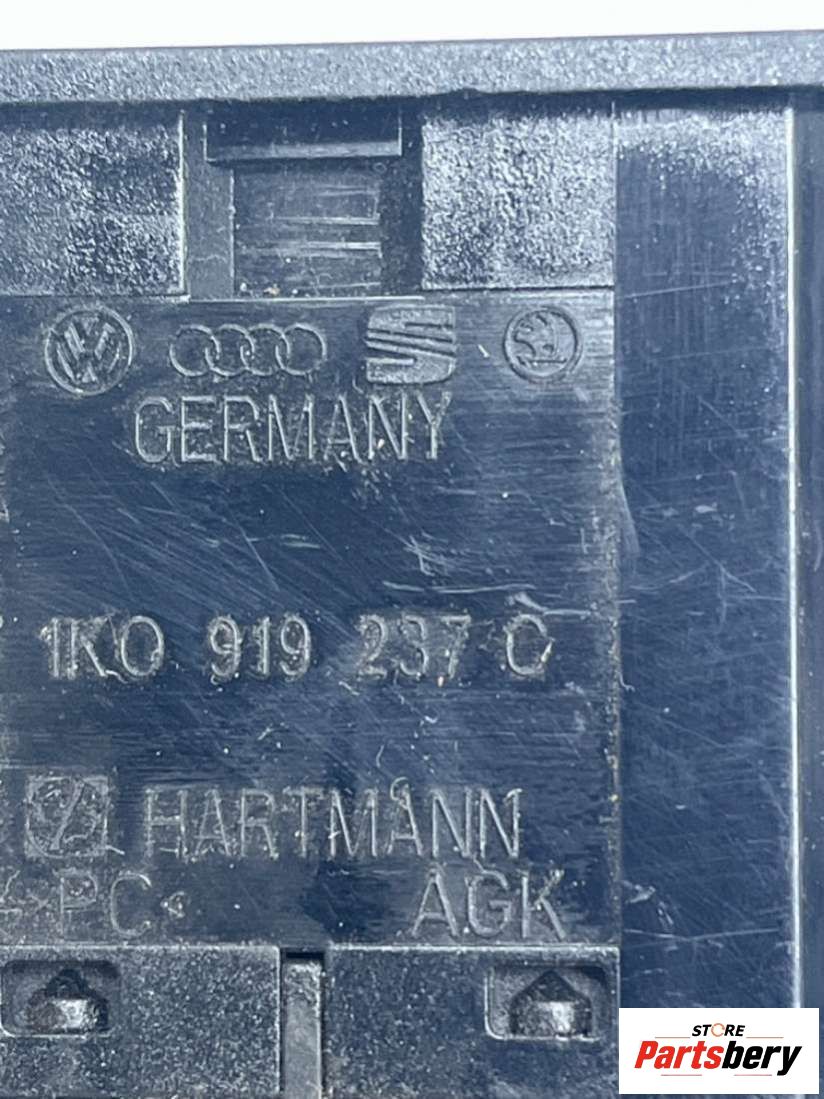 GERMANY
1K0 919 237 C
HARTMANN
PC< AGK
STORE
Partsbery